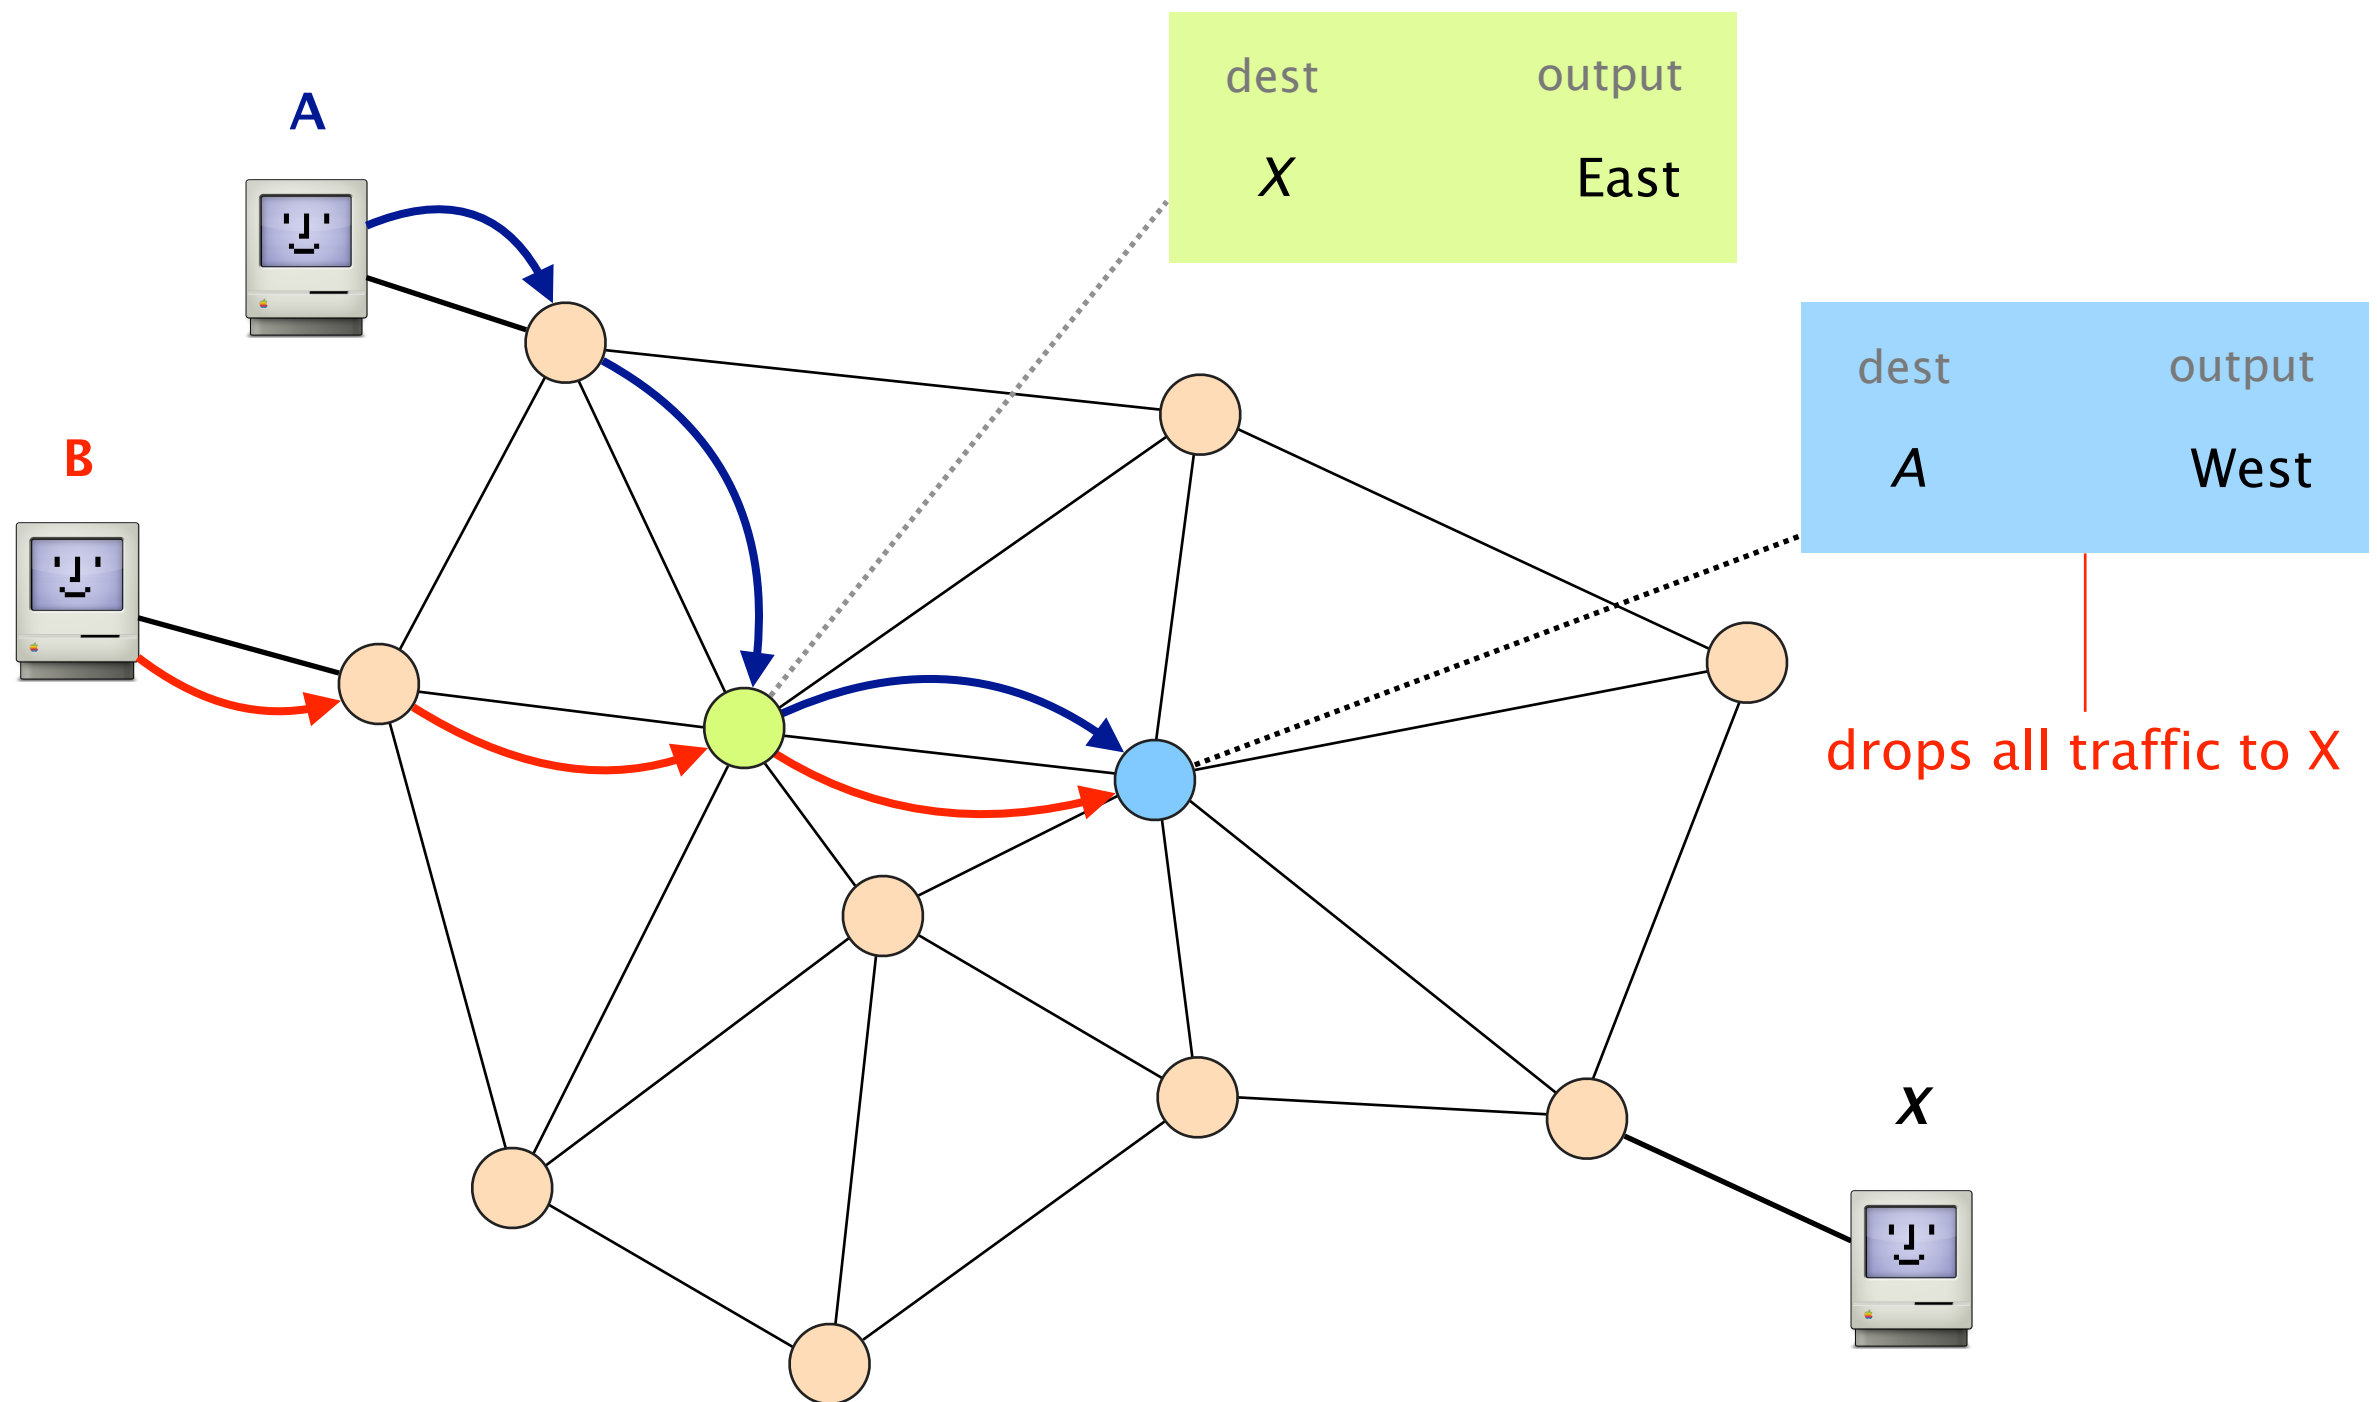 dest output
X East
A
dest output
A West
B
drops all traffic to X
X